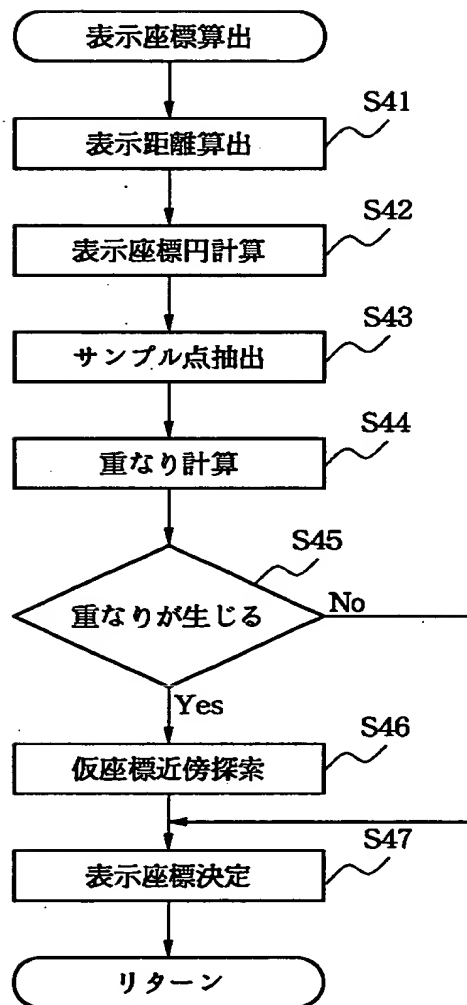 表示座標算出
S41
表示距離算出
S42
表示座標円計算
S43
サンプル点抽出
S44
重なり計算
S45
重なりが生じる
No
Yes
S46
仮座標近傍探索
S47
表示座標決定
リターン